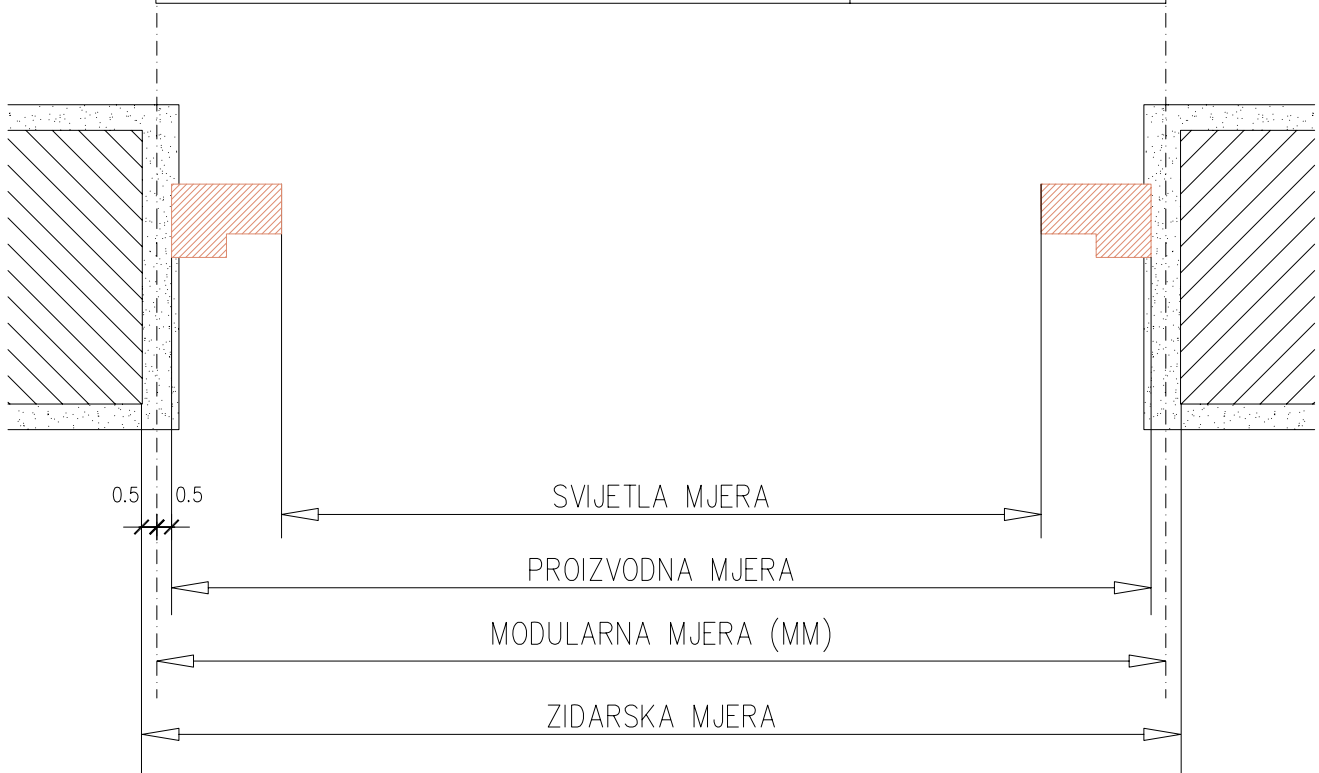 0.5 0.5
SVIJETLA MJERA
PROIZVODNA MJERA
MODULARNA MJERA (MM)
ZIDARSKA MJERA